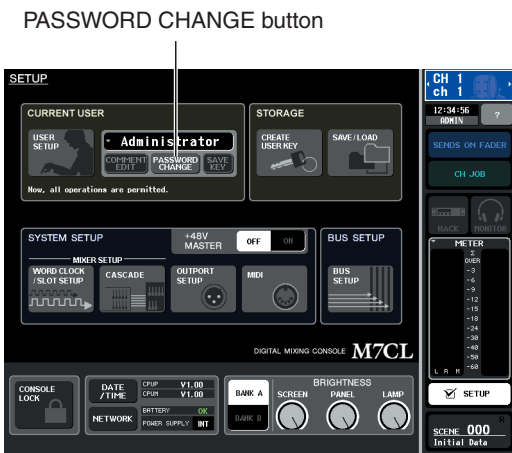 PASSWORD CHANGE button
SETUP
CURRENT USER
USER SETUP
Administrator
COMMENT EDIT
PASSWORD CHANGE
SAVE KEY
Now, all operations are permitted.
STORAGE
CREATE USER KEY
SAVE/LOAD
SYSTEM SETUP
+48V MASTER
OFF
ON
MIXER SETUP
WORD CLOCK /SLOT SETUP
CASCADE
OUTPORT SETUP
MIDI
BUS SETUP
BUS SETUP
DIGITAL MIXING CONSOLE M7CL
CONSOLE LOCK
DATE /TIME
CPUP V1.00
CPUM V1.00
NETWORK
BATTERY OK
POWER SUPPLY INT
BANK A
BANK B
BRIGHTNESS
SCREEN
PANEL
LAMP
CH 1
ch 1
12:34:56
ADMIN
?
SENDS ON FADER
CH JOB
RACK
MONITOR
METER
Σ
OVER
-3
-6
-9
-12
-15
-18
-24
-30
-40
-50
-60
L R M
SETUP
R
SCENE 000
Initial Data